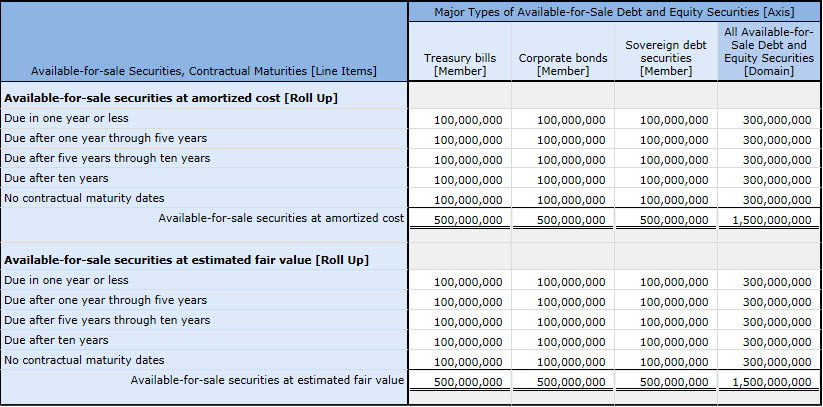 Major Types of Available-for-Sale Debt and Equity Securities [Axis]
Available-for-sale Securities, Contractual Maturities [Line Items] Treasury bills [Member] Corporate bonds [Member] Sovereign debt securities [Member] All Available-for-Sale Debt and Equity Securities [Domain]
Available-for-sale securities at amortized cost [Roll Up]
Due in one year or less 100,000,000 100,000,000 100,000,000 300,000,000
Due after one year through five years 100,000,000 100,000,000 100,000,000 300,000,000
Due after five years through ten years 100,000,000 100,000,000 100,000,000 300,000,000
Due after ten years 100,000,000 100,000,000 100,000,000 300,000,000
No contractual maturity dates 100,000,000 100,000,000 100,000,000 300,000,000
Available-for-sale securities at amortized cost 500,000,000 500,000,000 500,000,000 1,500,000,000
Available-for-sale securities at estimated fair value [Roll Up]
Due in one year or less 100,000,000 100,000,000 100,000,000 300,000,000
Due after one year through five years 100,000,000 100,000,000 100,000,000 300,000,000
Due after five years through ten years 100,000,000 100,000,000 100,000,000 300,000,000
Due after ten years 100,000,000 100,000,000 100,000,000 300,000,000
No contractual maturity dates 100,000,000 100,000,000 100,000,000 300,000,000
Available-for-sale securities at estimated fair value 500,000,000 500,000,000 500,000,000 1,500,000,000